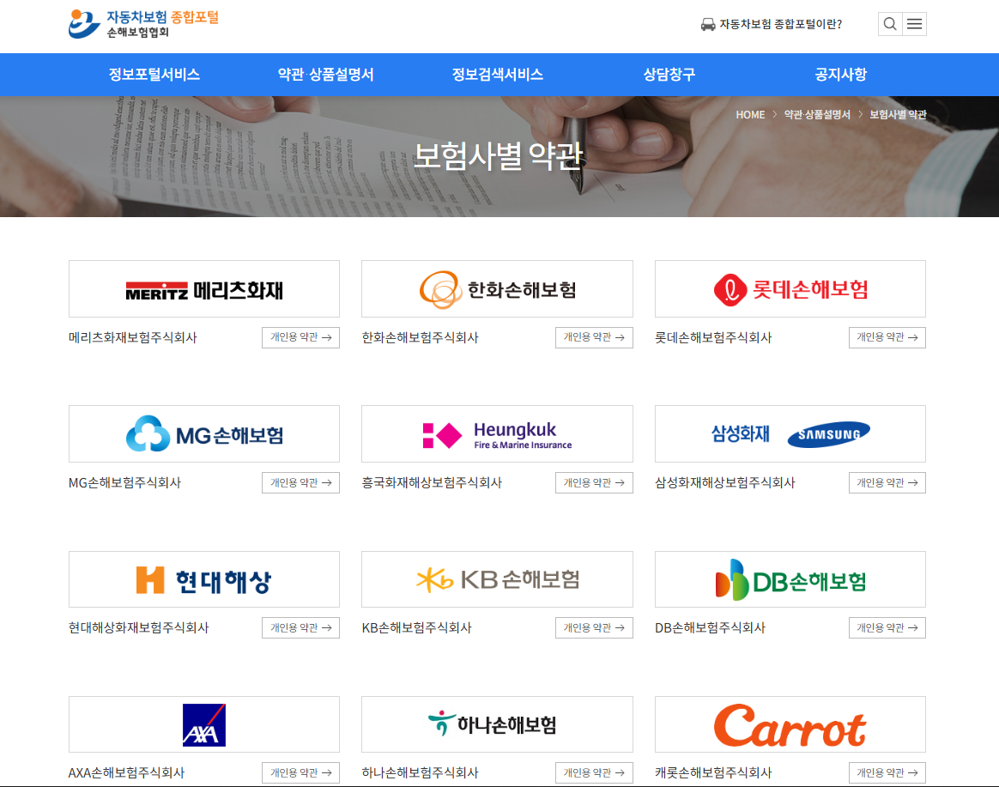 자동차보험 종합포털
손해보험협회
자동차보험 종합포털이란?
정보포털서비스 약관·상품설명서 정보검색서비스 상담창구 공지사항
HOME > 약관·상품설명서 > 보험사별 약관
보험사별 약관
MERITZ 메리츠화재 한화손해보험 롯데손해보험
메리츠화재보험주식회사 개인용 약관 → 한화손해보험주식회사 개인용 약관 → 롯데손해보험주식회사 개인용 약관 →
MG손해보험 Heungkuk 삼성화재 SAMSUNG
Fire & Marine Insurance
MG손해보험주식회사 개인용 약관 → 흥국화재해상보험주식회사 개인용 약관 → 삼성화재해상보험주식회사 개인용 약관 →
현대해상 KB손해보험 DB손해보험
현대해상화재보험주식회사 개인용 약관 → KB손해보험주식회사 개인용 약관 → DB손해보험주식회사 개인용 약관 →
AXA 하나손해보험 Carrot
AXA손해보험주식회사 개인용 약관 → 하나손해보험주식회사 개인용 약관 → 캐롯손해보험주식회사 개인용 약관 →